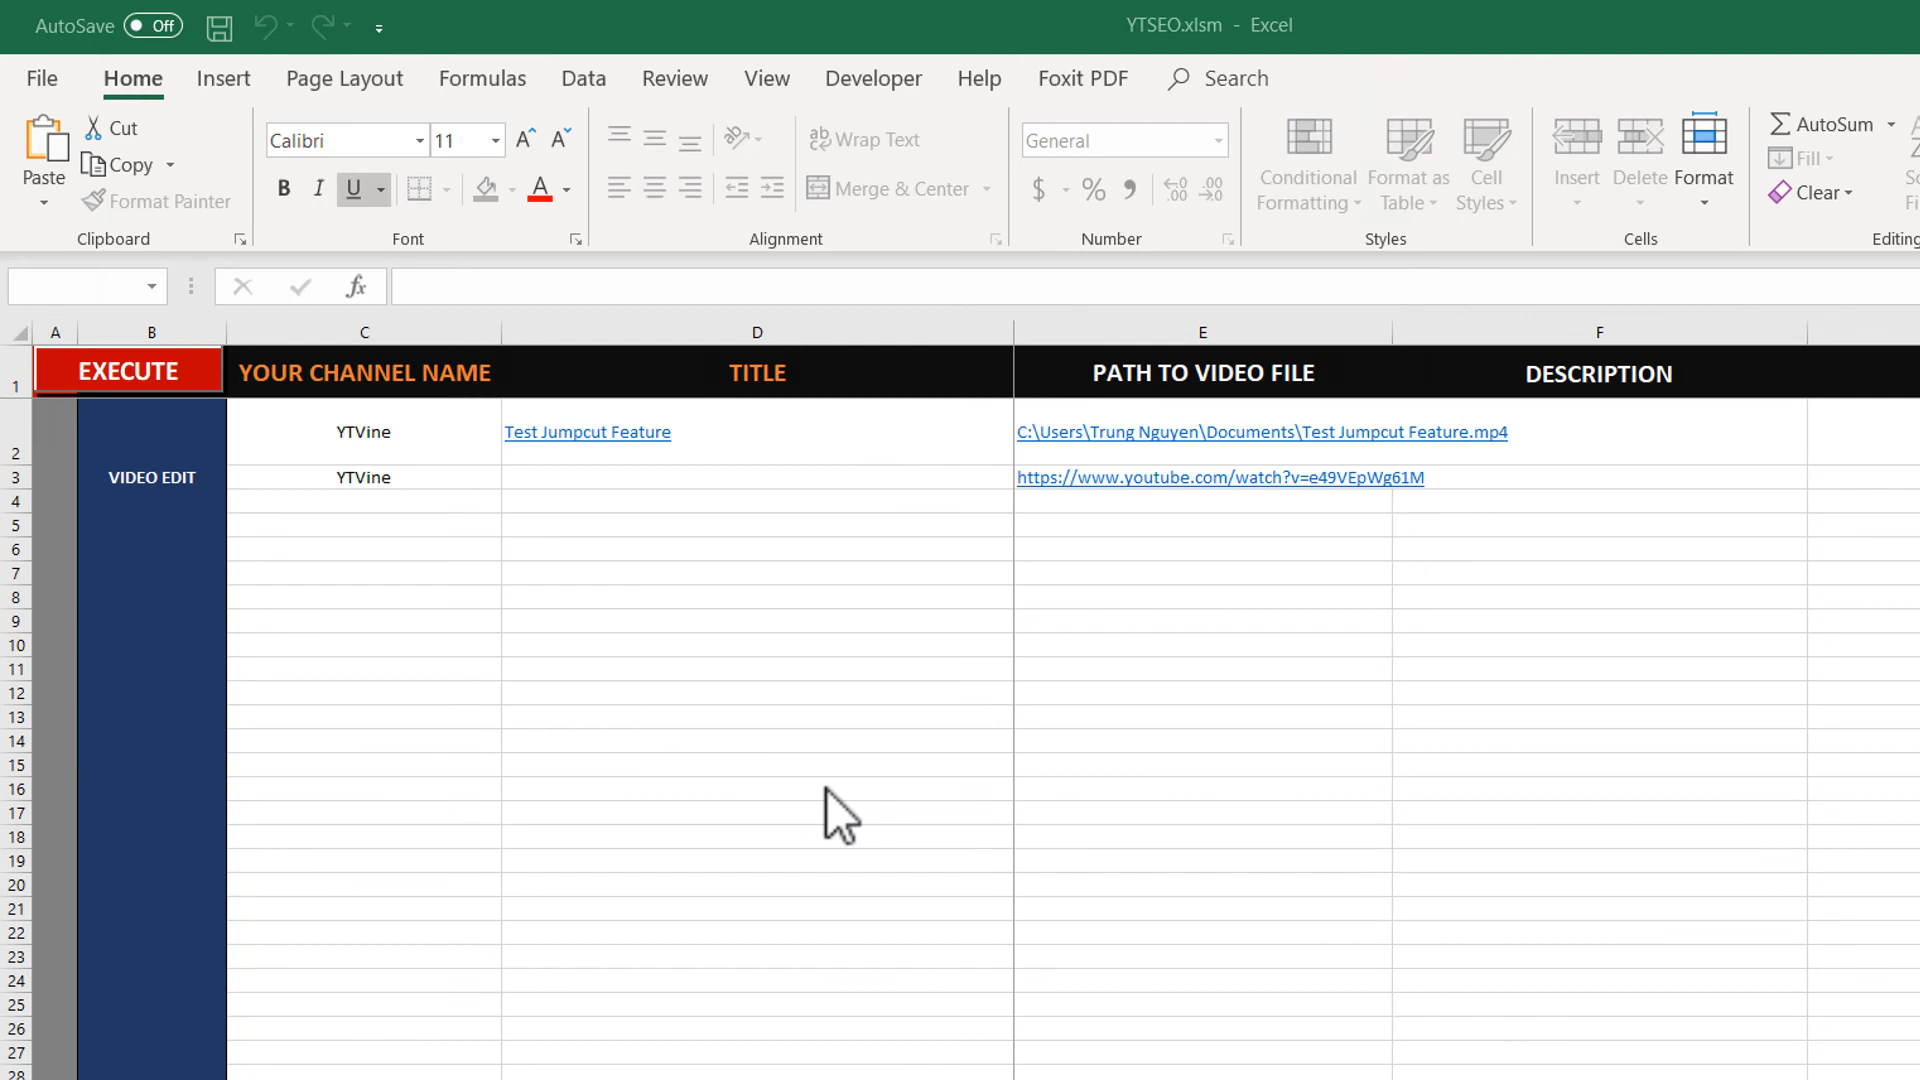 AutoSave Off YTSEO.xlsm - Excel
File Home Insert Page Layout Formulas Data Review View Developer Help Foxit PDF Search
Paste Cut Copy Format Painter Clipboard
Calibri 11 B I U A Font
ab Wrap Text Merge & Center Alignment
General $ % Number
Conditional Formatting Format as Table Cell Styles Styles
Insert Delete Format Cells
AutoSum Fill Clear Editing
fx
A B C D E F
1 EXECUTE YOUR CHANNEL NAME TITLE PATH TO VIDEO FILE DESCRIPTION
2 YTVine Test Jumpcut Feature C:\Users\Trung Nguyen\Documents\Test Jumpcut Feature.mp4
3 VIDEO EDIT YTVine https://www.youtube.com/watch?v=e49VEpWg61M
4
5
6
7
8
9
10
11
12
13
14
15
16
17
18
19
20
21
22
23
24
25
26
27
28